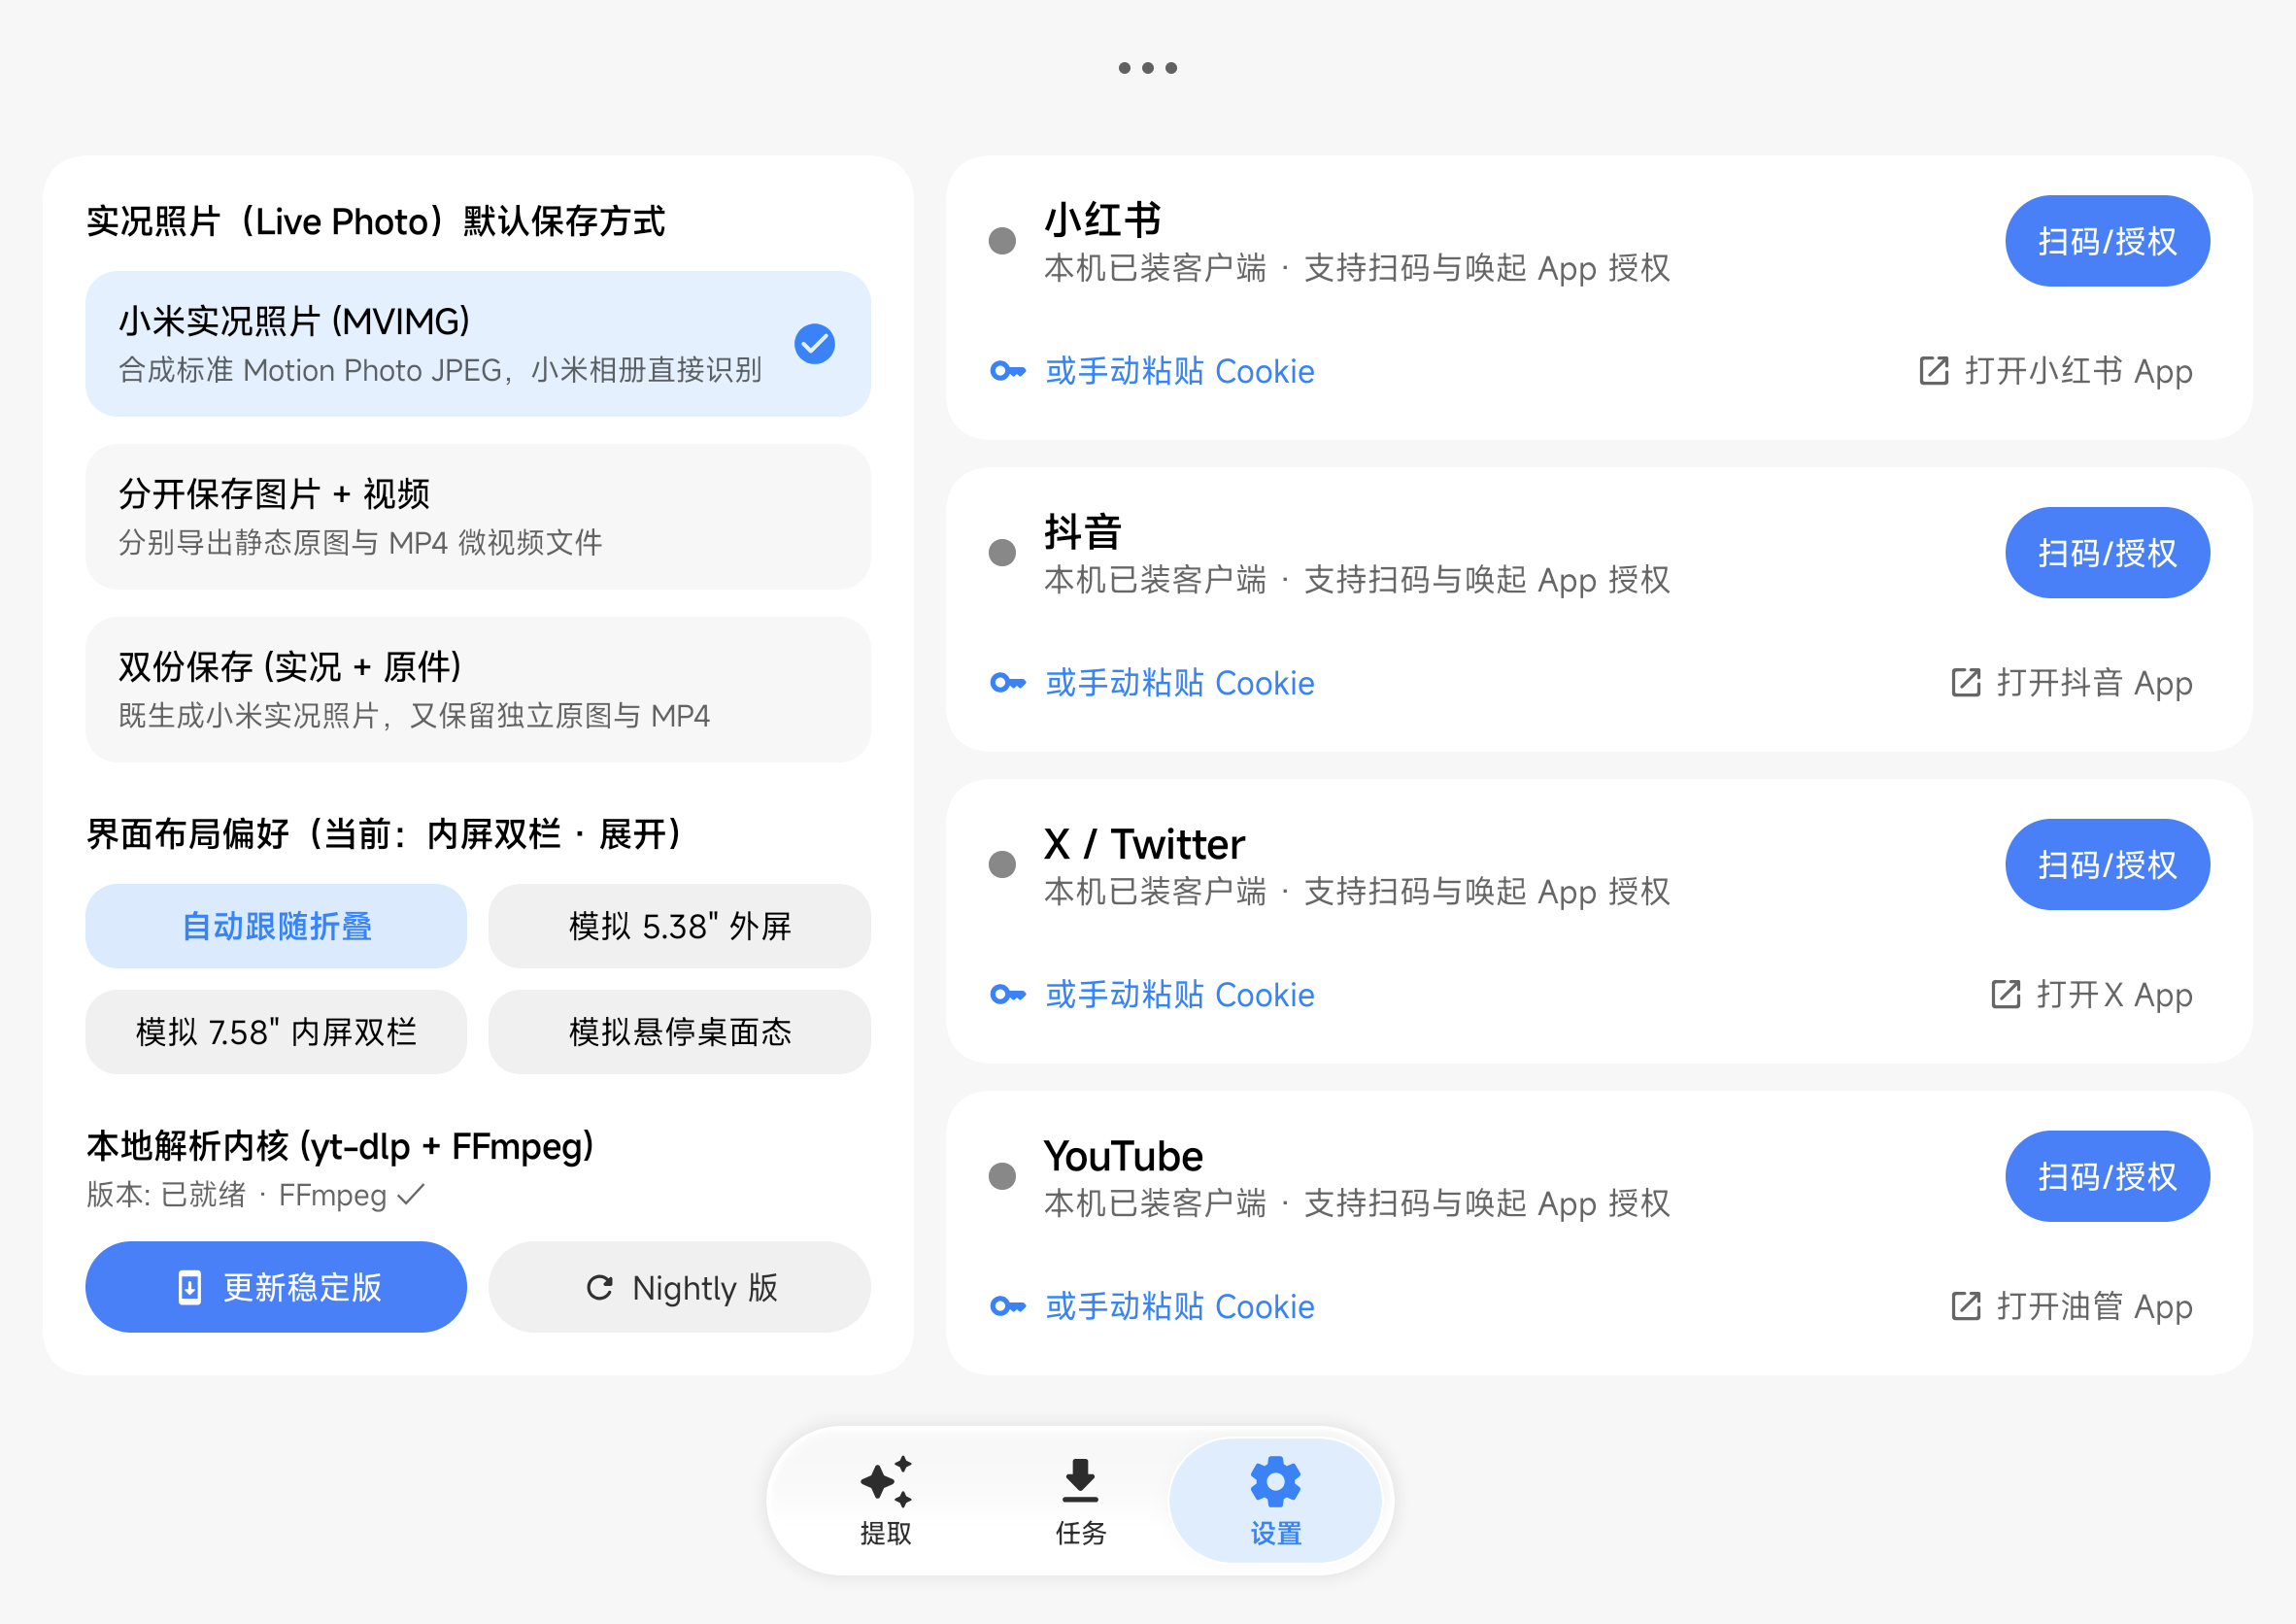 实况照片（Live Photo）默认保存方式
小米实况照片 (MVIMG)
合成标准 Motion Photo JPEG，小米相册直接识别
分开保存图片 + 视频
分别导出静态原图与 MP4 微视频文件
双份保存 (实况 + 原件)
既生成小米实况照片，又保留独立原图与 MP4
界面布局偏好（当前：内屏双栏 · 展开）
自动跟随折叠
模拟 5.38" 外屏
模拟 7.58" 内屏双栏
模拟悬停桌面态
本地解析内核 (yt-dlp + FFmpeg)
版本: 已就绪 · FFmpeg ✓
更新稳定版
Nightly 版
小红书
本机已装客户端 · 支持扫码与唤起 App 授权
扫码/授权
或手动粘贴 Cookie
打开小红书 App
抖音
本机已装客户端 · 支持扫码与唤起 App 授权
扫码/授权
或手动粘贴 Cookie
打开抖音 App
X / Twitter
本机已装客户端 · 支持扫码与唤起 App 授权
扫码/授权
或手动粘贴 Cookie
打开X App
YouTube
本机已装客户端 · 支持扫码与唤起 App 授权
扫码/授权
或手动粘贴 Cookie
打开油管 App
提取
任务
设置